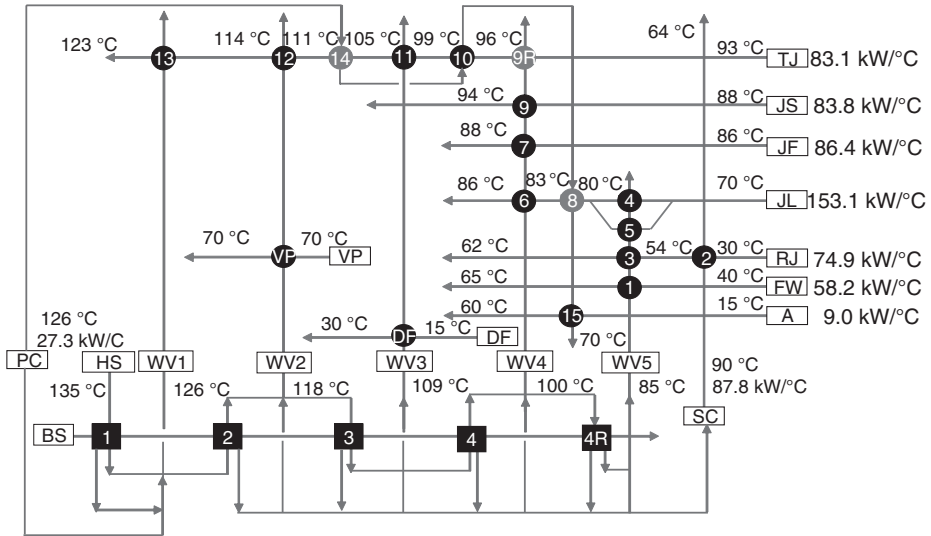 64 °C
123 °C 13 114 °C 12 111 °C 14 105 °C 11 99 °C 10 96 °C 9R 93 °C TJ 83.1 kW/°C
94 °C 9 88 °C JS 83.8 kW/°C
88 °C 7 86 °C JF 86.4 kW/°C
86 °C 6 83 °C 8 80 °C 4 70 °C JL 153.1 kW/°C
5
70 °C VP 70 °C VP
62 °C 3 54 °C 2 30 °C RJ 74.9 kW/°C
65 °C 1 40 °C FW 58.2 kW/°C
60 °C 15 15 °C A 9.0 kW/°C
30 °C DF 15 °C DF
70 °C
126 °C
27.3 kW/C
PC HS WV1 WV2 WV3 WV4 WV5
90 °C
87.8 kW/°C
135 °C 126 °C 118 °C 109 °C 100 °C 85 °C
SC
BS 1 2 3 4 4R